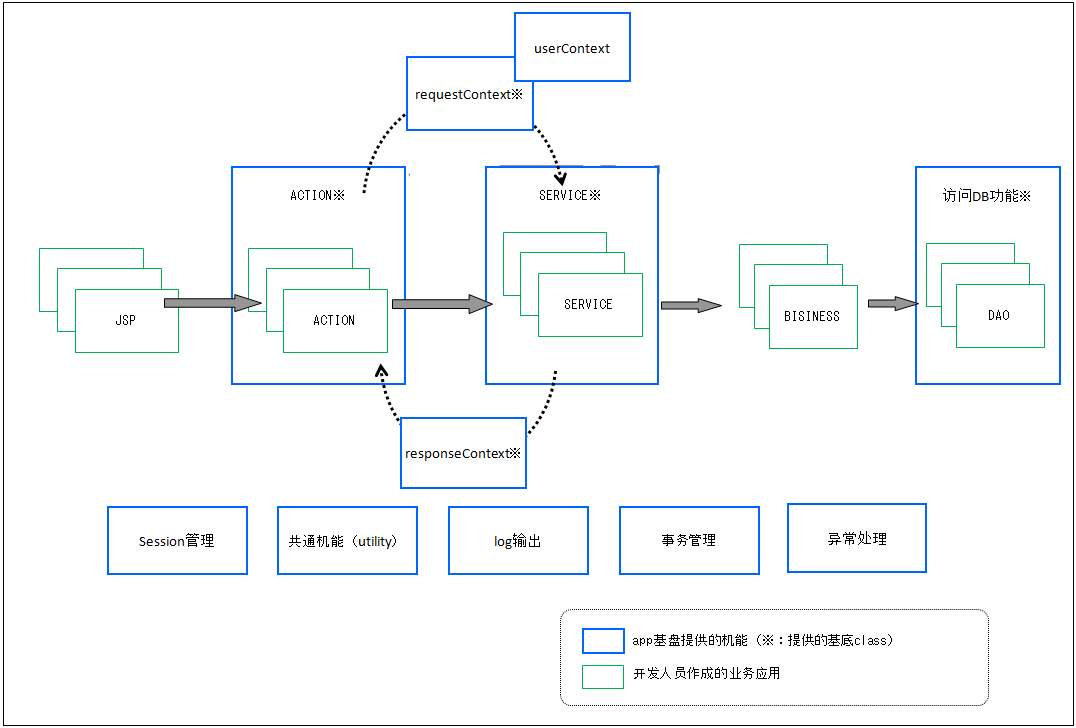 userContext
requestContext※
ACTION※
SERVICE※
访问DB功能※
JSP
ACTION
SERVICE
BISINESS
DAO
responseContext※
Session管理
共通机能（utility）
log输出
事务管理
异常处理
app基盘提供的机能（※：提供的基底class）
开发人员作成的业务应用